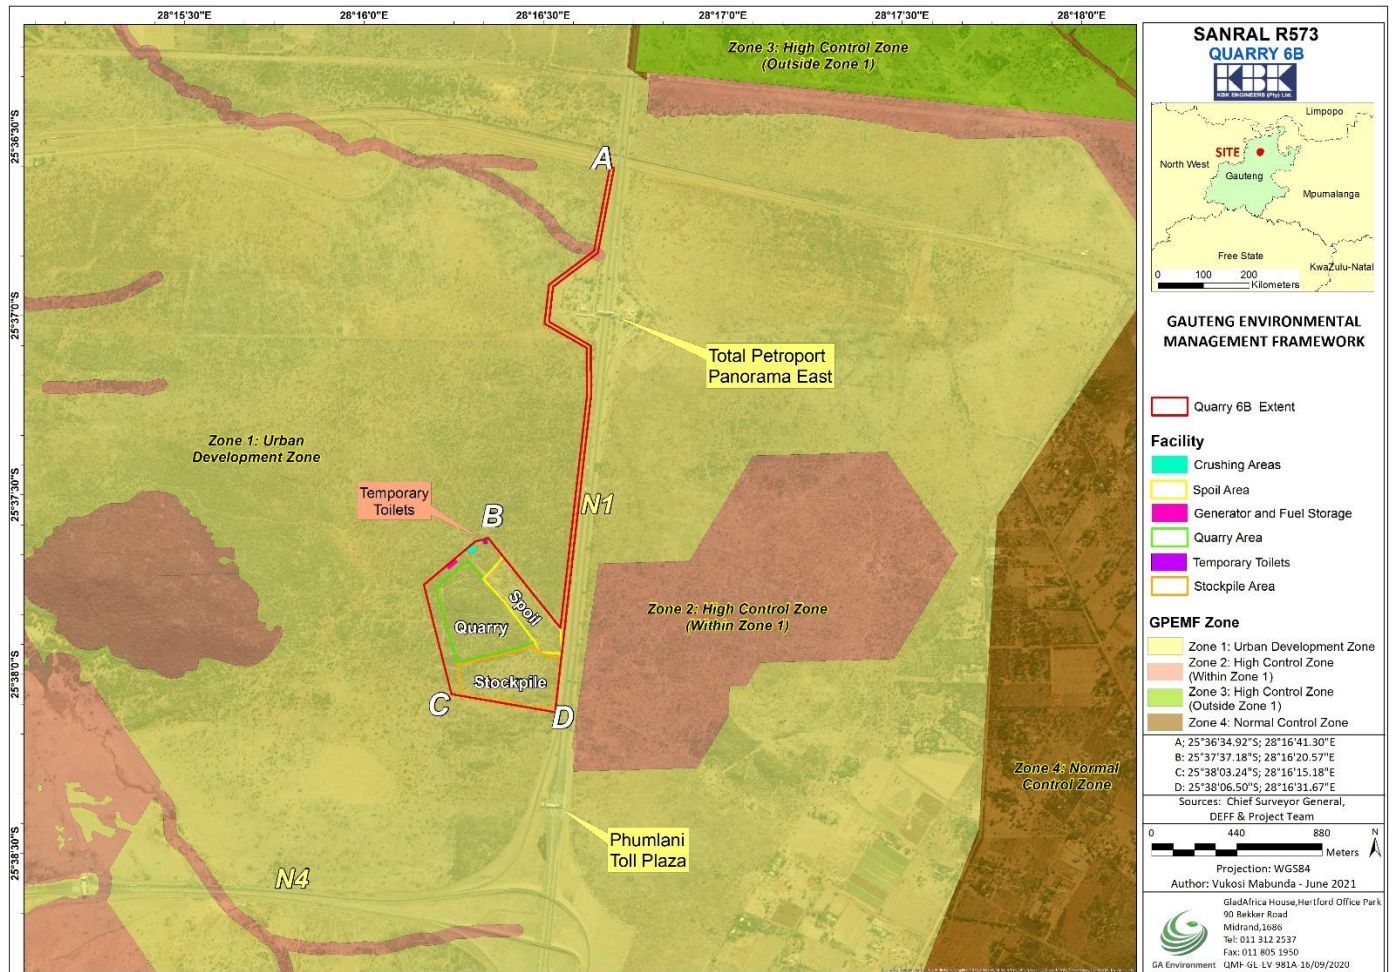 28°15'30"E
28°16'0"E
28°16'30"E
28°17'0"E
28°17'30"E
28°18'0"E
25°36'30"S
25°37'0"S
25°37'30"S
25°38'0"S
25°38'30"S
Zone 3: High Control Zone
(Outside Zone 1)
A
Total Petroport
Panorama East
Zone 1: Urban
Development Zone
Temporary
Toilets
B
N1
Spoil
Quarry
Zone 2: High Control Zone
(Within Zone 1)
Stockpile
C
D
Zone 4: Normal
Control Zone
Phumlani
Toll Plaza
N4
SANRAL R573
QUARRY 6B
KBK
KBK ENGINEERS (Pty) Ltd.
Limpopo
SITE
North West
Gauteng
Mpumalanga
Free State
KwaZulu-Natal
0 100 200
Kilometers
GAUTENG ENVIRONMENTAL
MANAGEMENT FRAMEWORK
Quarry 6B Extent
Facility
Crushing Areas
Spoil Area
Generator and Fuel Storage
Quarry Area
Temporary Toilets
Stockpile Area
GPEMF Zone
Zone 1: Urban Development Zone
Zone 2: High Control Zone
(Within Zone 1)
Zone 3: High Control Zone
(Outside Zone 1)
Zone 4: Normal Control Zone
A; 25°36'34.92"S; 28°16'41.30"E
B: 25°37'37.18"S; 28°16'20.57"E
C: 25°38'03.24"S; 28°16'15.18"E
D: 25°38'06.50"S; 28°16'31.67"E
Sources: Chief Surveyor General,
DEFF & Project Team
0 440 880
Meters
N
Projection: WGS84
Author: Vukosi Mabunda - June 2021
GladAfrica House,Hertford Office Park
90 Bekker Road
Midrand,1686
Tel: 011 312 2537
Fax: 011 805 1950
GA Environment QMF-GE-LV-981A-16/09/2020